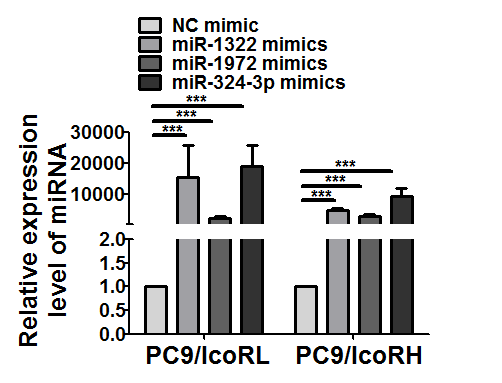 NC mimic
miR-1322 mimics
miR-1972 mimics
miR-324-3p mimics
Relative expression
level of miRNA
30000
20000
10000
2.0
1.5
1.0
0.5
0.0
***
***
***
***
***
***
PC9/IcoRL
PC9/IcoRH